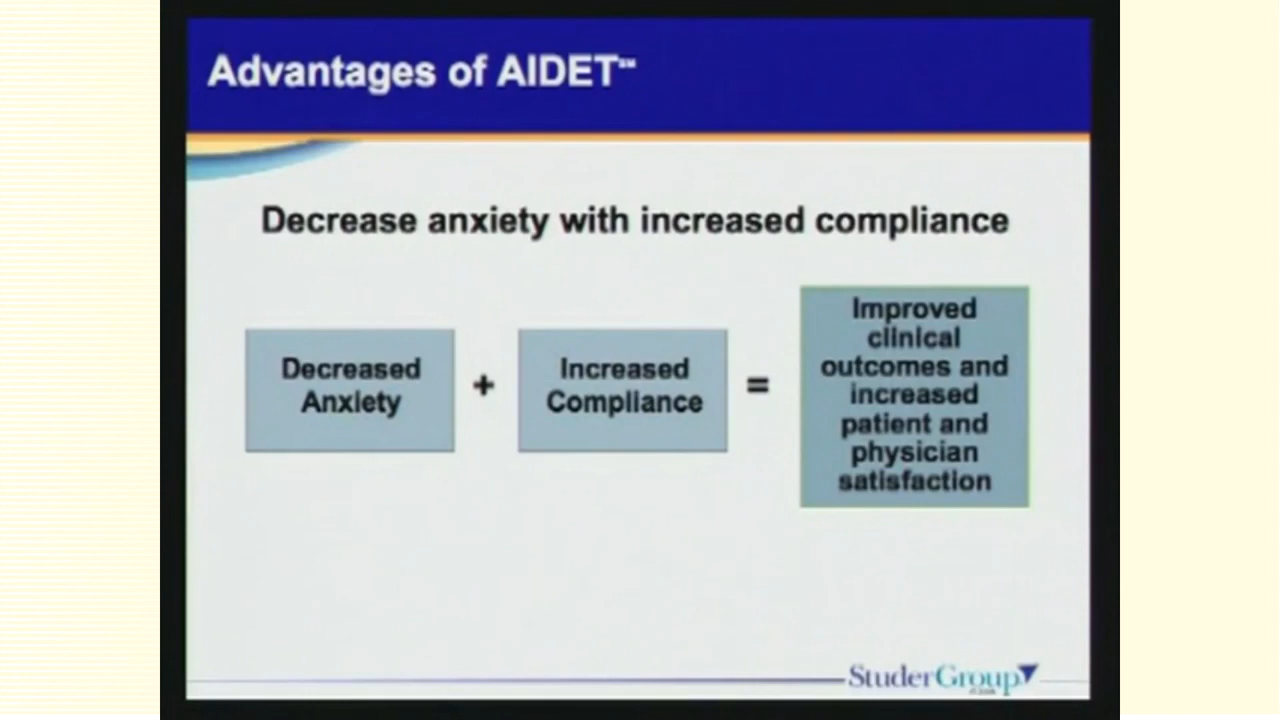 Advantages of AIDET℠
Decrease anxiety with increased compliance
Decreased
Anxiety
+
Increased
Compliance
=
Improved
clinical
outcomes and
increased
patient and
physician
satisfaction
StuderGroup